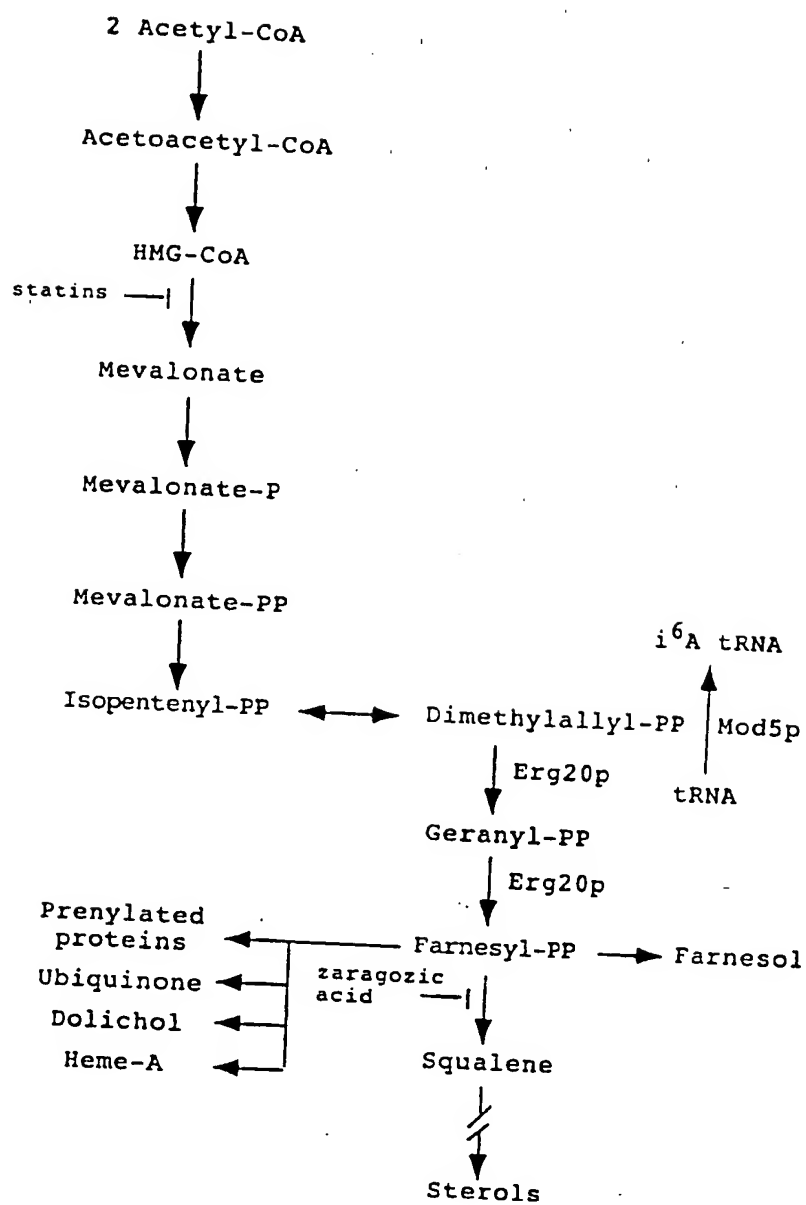 2 Acetyl-CoA
Acetoacetyl-CoA
HMG-CoA
statins
Mevalonate
Mevalonate-P
Mevalonate-PP
i⁶A tRNA
Isopentenyl-PP
Dimethylallyl-PP
Mod5p
Erg20p
tRNA
Geranyl-PP
Erg20p
Prenylated
proteins
Farnesyl-PP
Farnesol
Ubiquinone
zaragozic
acid
Dolichol
Heme-A
Squalene
Sterols